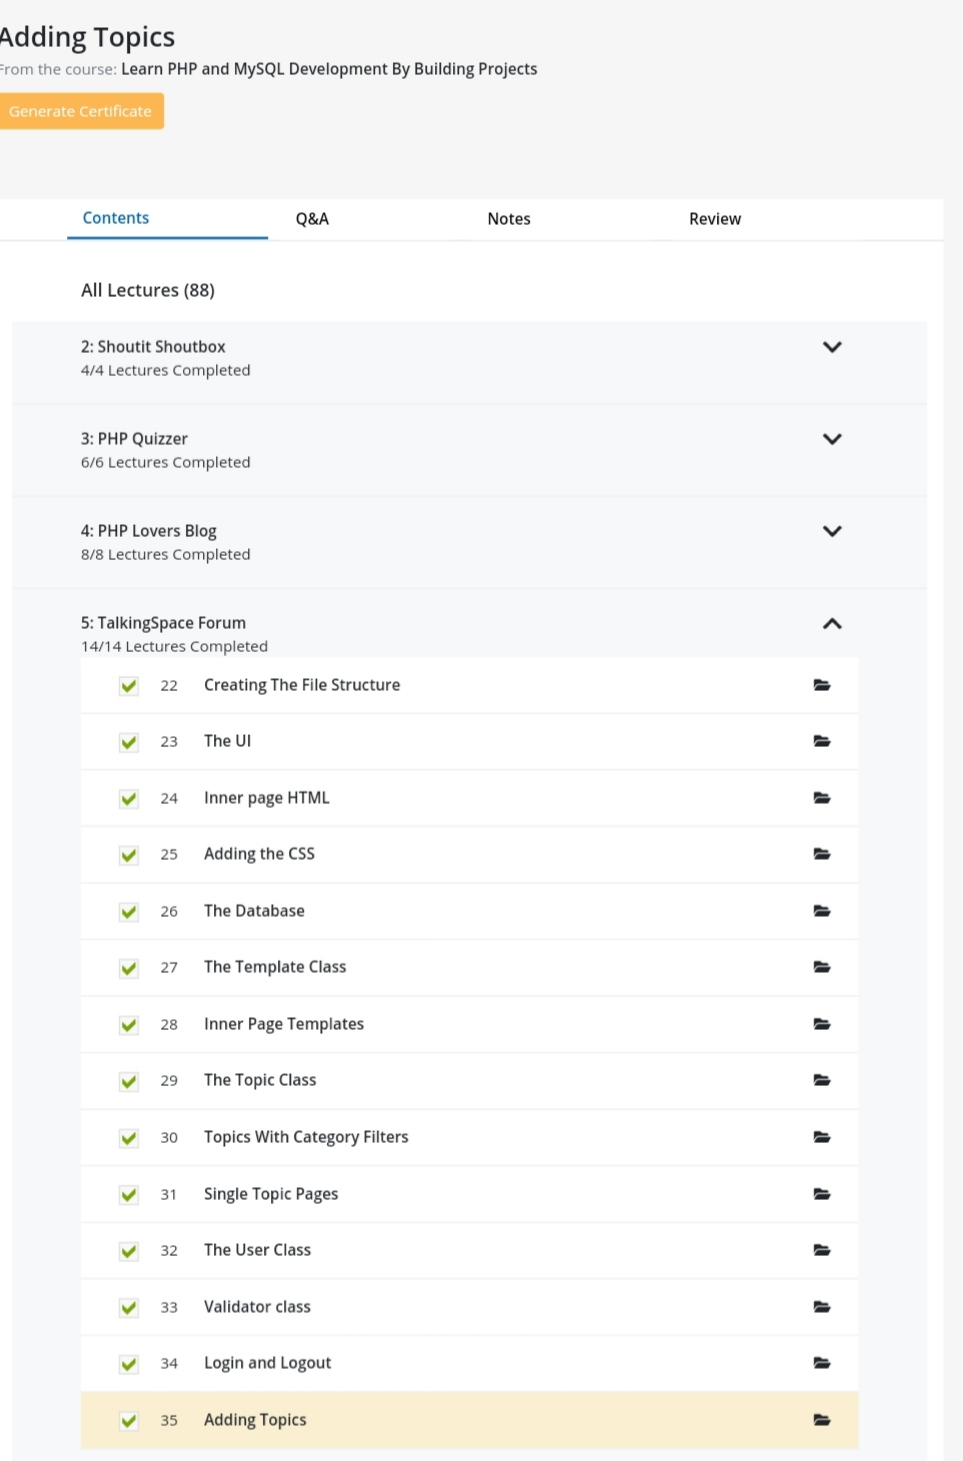 Adding Topics
From the course: Learn PHP and MySQL Development By Building Projects
Generate Certificate
Contents Q&A Notes Review
All Lectures (88)
2: Shoutit Shoutbox
4/4 Lectures Completed
3: PHP Quizzer
6/6 Lectures Completed
4: PHP Lovers Blog
8/8 Lectures Completed
5: TalkingSpace Forum
14/14 Lectures Completed
22 Creating The File Structure
23 The UI
24 Inner page HTML
25 Adding the CSS
26 The Database
27 The Template Class
28 Inner Page Templates
29 The Topic Class
30 Topics With Category Filters
31 Single Topic Pages
32 The User Class
33 Validator class
34 Login and Logout
35 Adding Topics